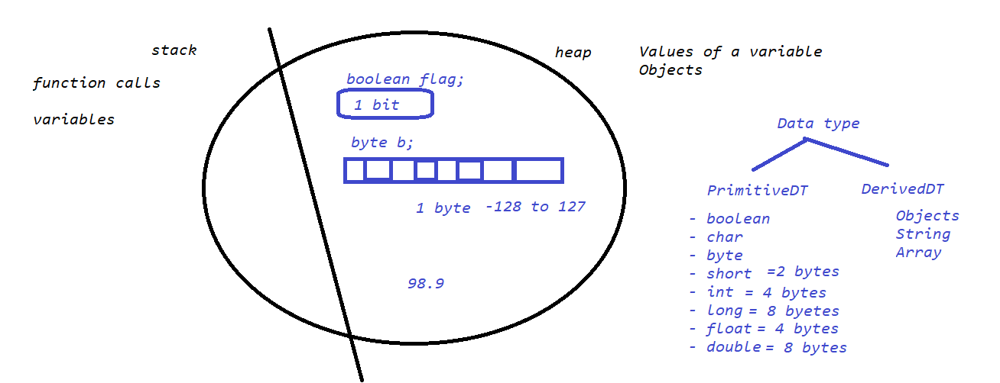 stack
function calls
variables
heap
Values of a variable
Objects
boolean flag;
1 bit
byte b;
1 byte -128 to 127
98.9
Data type
PrimitiveDT
- boolean
- char
- byte
- short =2 bytes
- int = 4 bytes
- long = 8 byetes
- float = 4 bytes
- double = 8 bytes
DerivedDT
Objects
String
Array